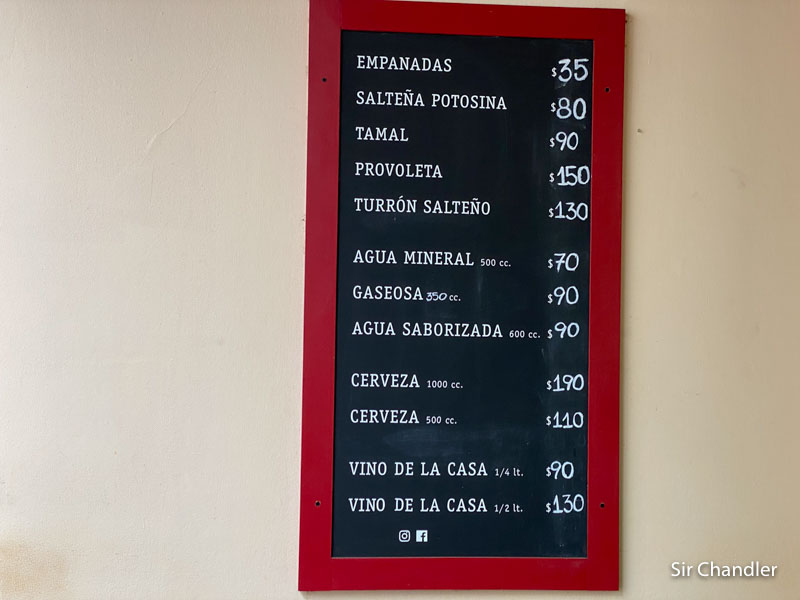 EMPANADAS $35
SALTEÑA POTOSINA $80
TAMAL $90
PROVOLETA $150
TURRÓN SALTEÑO $130
AGUA MINERAL 500 cc. $70
GASEOSA 350 cc. $90
AGUA SABORIZADA 600 cc. $90
CERVEZA 1000 cc. $190
CERVEZA 500 cc. $110
VINO DE LA CASA 1/4 lt. $90
VINO DE LA CASA 1/2 lt. $130
Sir Chandler